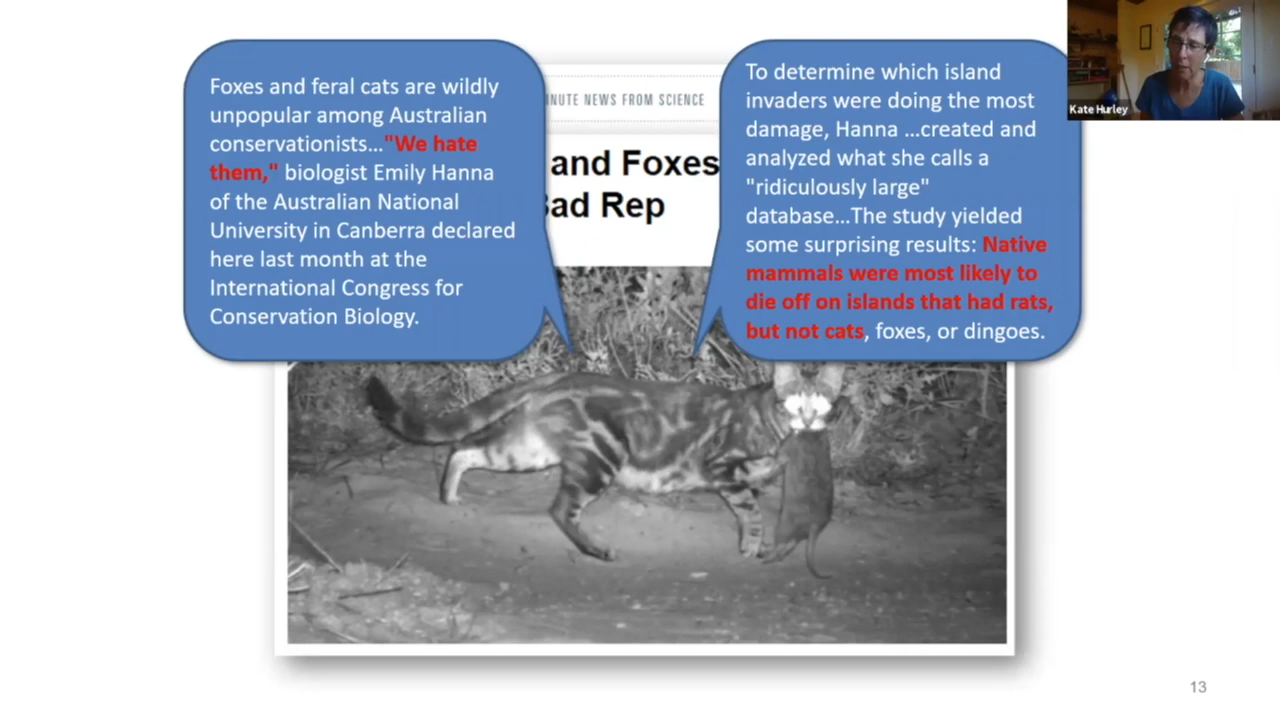 Foxes and feral cats are wildly
unpopular among Australian
conservationists…"We hate
them," biologist Emily Hanna
of the Australian National
University in Canberra declared
here last month at the
International Congress for
Conservation Biology.
NEWS FROM SCIENCE
and Foxes
Bad Rep
To determine which island
invaders were doing the most
damage, Hanna …created and
analyzed what she calls a
"ridiculously large"
database…The study yielded
some surprising results: Native
mammals were most likely to
die off on islands that had rats,
but not cats, foxes, or dingoes.
Kate Hurley
13